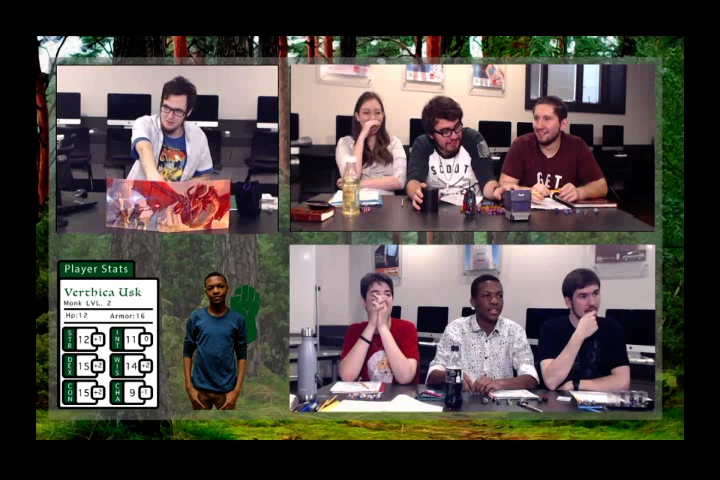 SCOUT
GET
Player Stats
Verthica Usk
Monk LVL. 2
Hp:12 Armor:16
STR 12 +1 INT 11 0
DEX 15 +2 WIS 14 +2
CON 15 +2 CHA 9